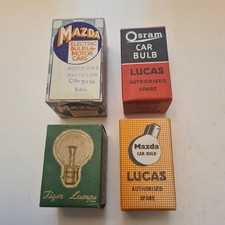 MAZDA
ELECTRIC
BULBS for
MOTOR
CARS
Osram
CAR
BULB
LUCAS
AUTHORISED
SPARE
Tiger Lamps
Mazda
CAR BULB
LUCAS
AUTHORISED
SPARE